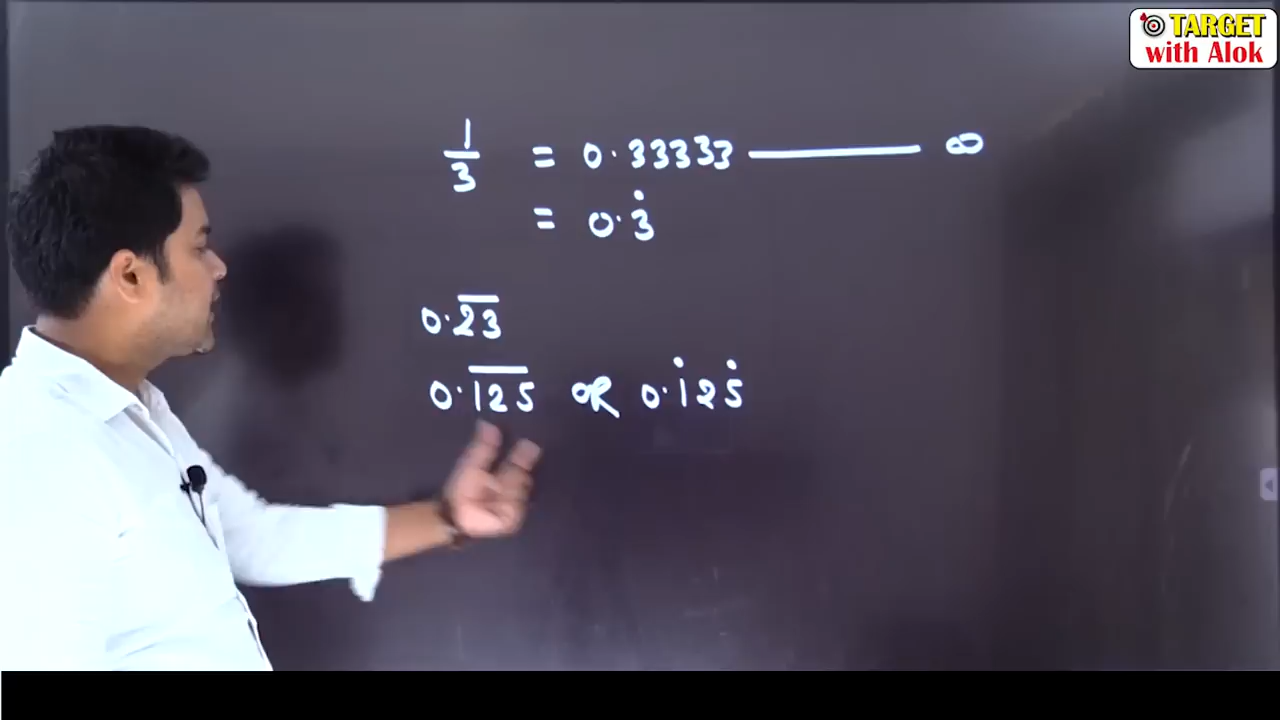 TARGET
with Alok
1/3 = 0.33333 ——— ∞
= 0.3̇
0.2̅3̅
0.1̅2̅5̅ OR 0.1̇25̇